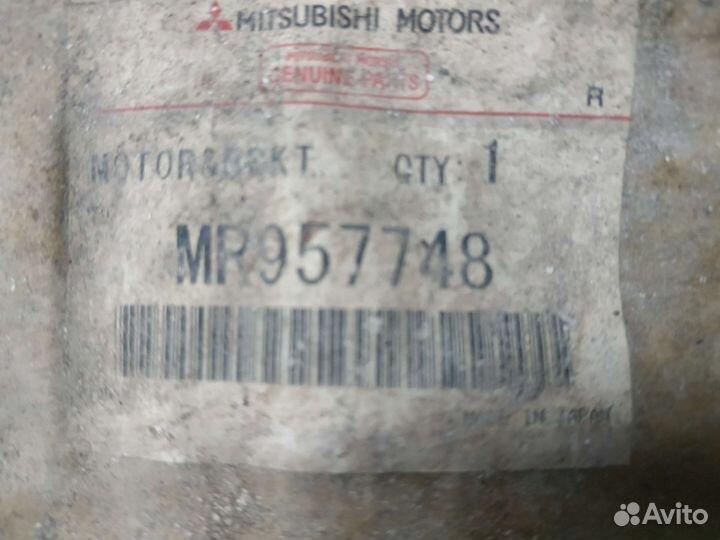 MITSUBISHI MOTORS
GENUINE PARTS
R
MOTOR&BRKT QTY: 1
MR957748
MADE IN JAPAN
Avito